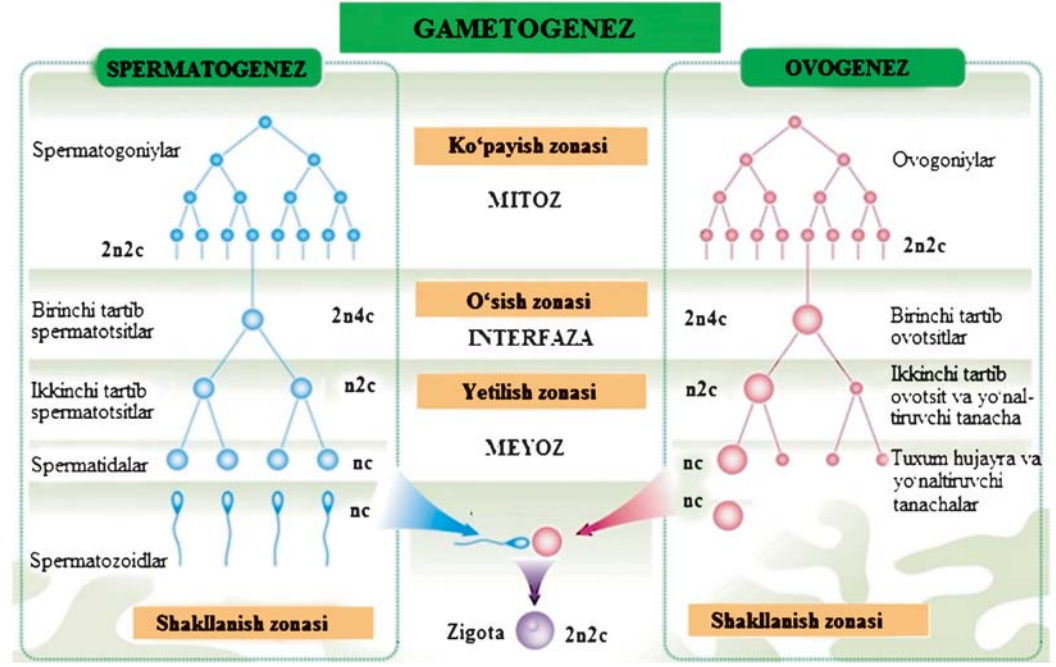 GAMETOGENEZ
SPERMATOGENEZ
Spermatogoniylar
2n2c
Birinchi tartib
spermatotsitlar
2n4c
Ikkinchi tartib
spermatotsitlar
n2c
Spermatidalar
nc
nc
Spermatozoidlar
Shakllanish zonasi
Ko‘payish zonasi
MITOZ
O‘sish zonasi
INTERFAZA
Yetilish zonasi
MEYOZ
Zigota
2n2c
OVOGENEZ
Ovogoniylar
2n2c
2n4c
Birinchi tartib
ovotsitlar
n2c
Ikkinchi tartib
ovotsit va yo‘nal-
tiruvchi tanacha
nc
Tuxum hujayra va
yo‘naltiruvchi
tanachalar
nc
Shakllanish zonasi